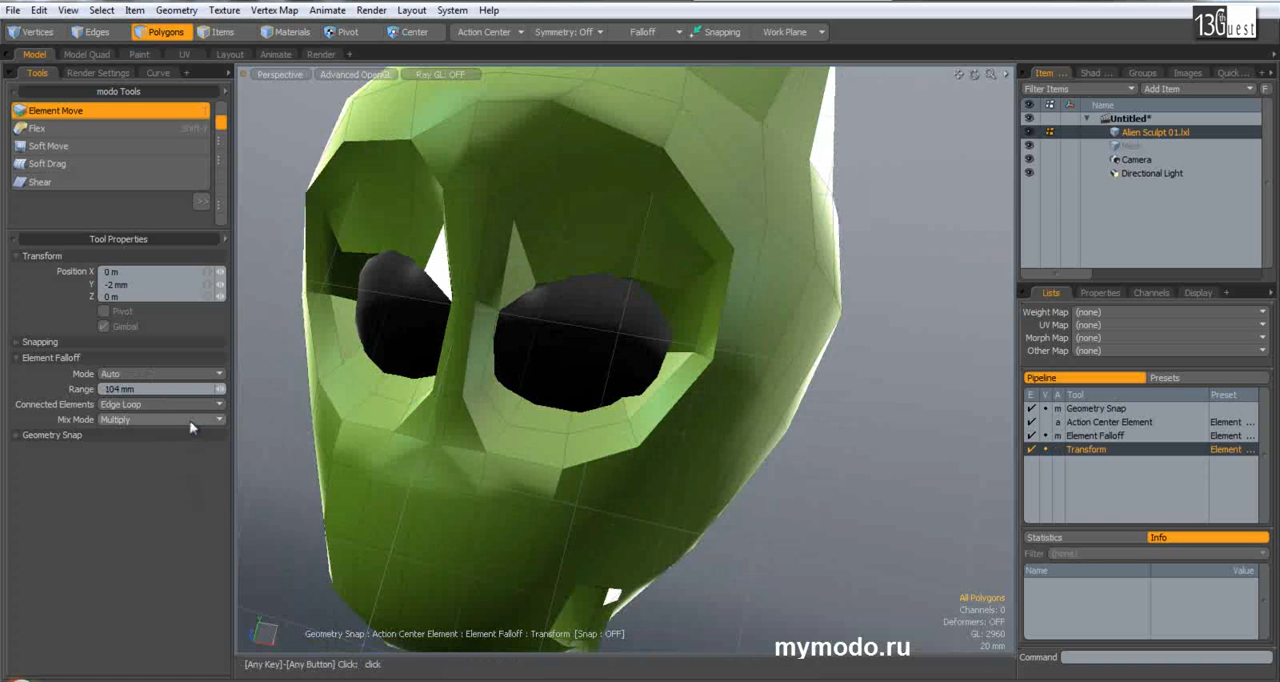 File Edit View Select Item Geometry Texture Vertex Map Animate Render Layout System Help
13th Quest
Vertices Edges Polygons Items Materials Pivot Center Action Center Symmetry: Off Falloff Snapping Work Plane
Model Model Quad Paint UV Layout Animate Render +
Tools Render Settings Curve +
modo Tools
Element Move
Flex Shift-
Soft Move
Soft Drag
Shear
>>
Tool Properties
Transform
Position X 0 m
Y -2 mm
Z 0 m
Pivot
Gimbal
Snapping
Element Falloff
Mode Auto
Range 104 mm
Connected Elements Edge Loop
Mix Mode Multiply
Geometry Snap
Perspective Advanced OpenGL Ray GL: OFF
All Polygons
Channels: 0
Deformers: OFF
GL: 2960
20 mm
Geometry Snap : Action Center Element : Element Falloff : Transform [Snap : OFF]
mymodo.ru
[Any Key]-[Any Button] Click: click
Item ... Shad ... Groups Images Quick... +
Filter Items Add Item F
Name
Untitled*
Alien Sculpt 01.lxl
Mesh
Camera
Directional Light
Lists Properties Channels Display +
Weight Map (none)
UV Map (none)
Morph Map (none)
Other Map (none)
Pipeline Presets
E V A Tool Preset
m Geometry Snap
a Action Center Element Element ...
m Element Falloff Element ...
Transform Element ...
Statistics Info
Filter (none)
Name Value
Command